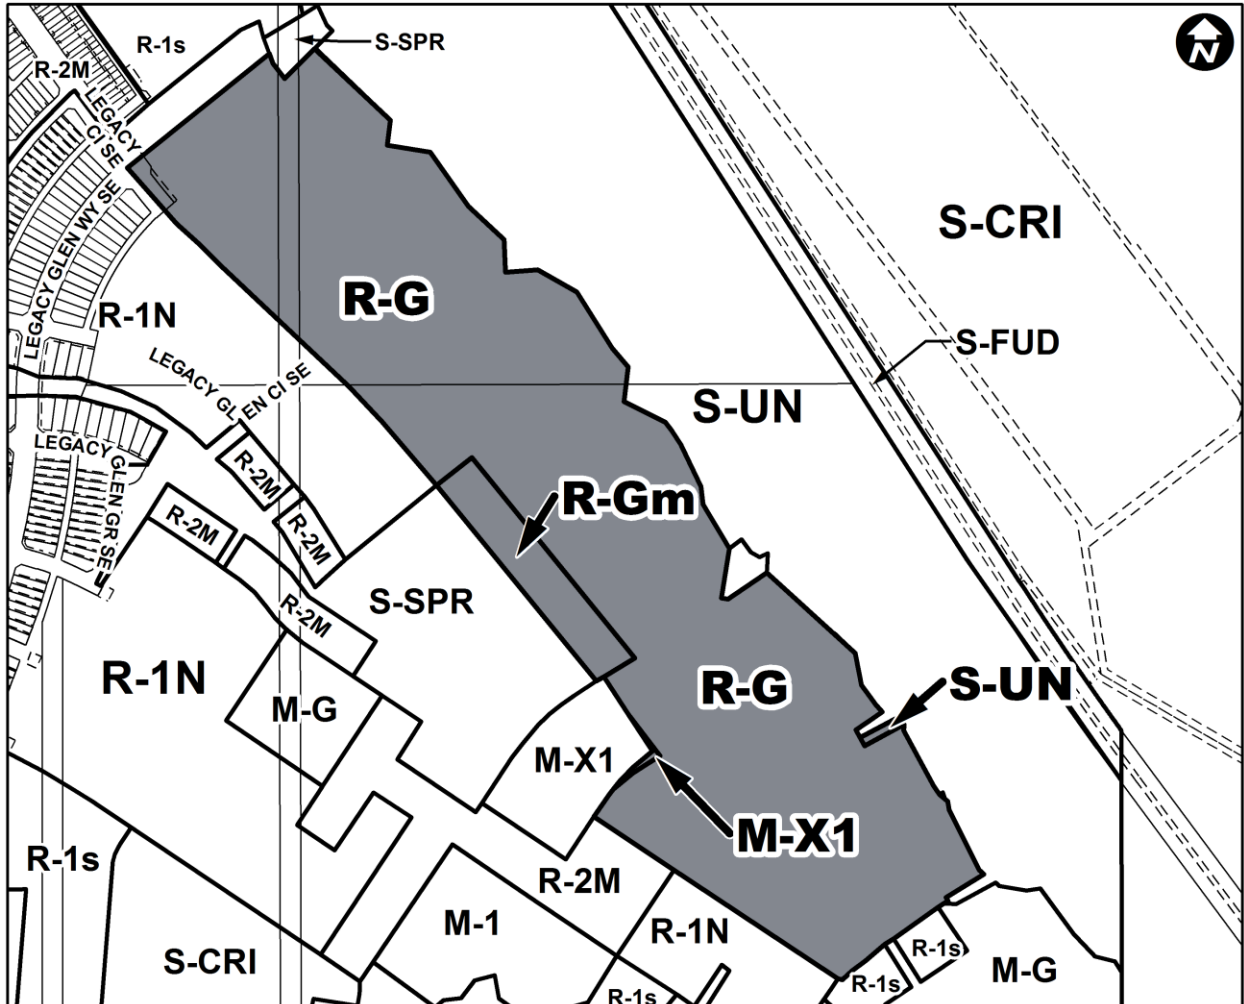 N
R-1s
S-SPR
R-2M
LEGACY
CI SE
LEGACY GLEN WY SE
S-CRI
R-G
R-1N
S-FUD
LEGACY GLEN CI SE
S-UN
LEGACY GLEN GR SE
R-2M
R-Gm
R-2M
R-2M
S-SPR
R-2M
R-1N
R-G
S-UN
M-G
M-X1
M-X1
R-1s
R-2M
M-1
R-1N
R-1s
S-CRI
M-G
R-1s
R-1s